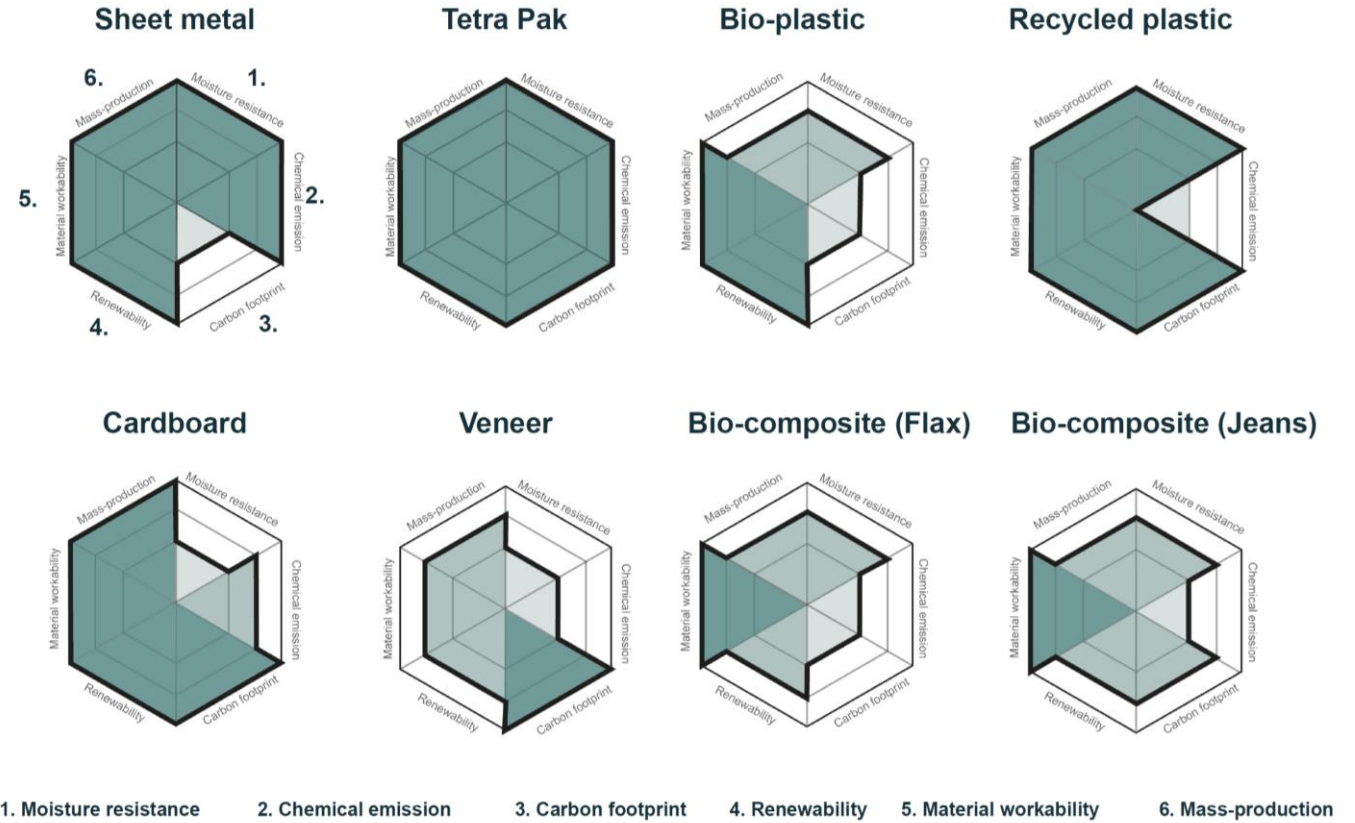 Sheet metal
6.
1.
Mass-production
Moisture resistance
5.
Material workability
Chemical emission
2.
4.
Renewability
Carbon footprint
3.
Tetra Pak
Mass-production
Moisture resistance
Material workability
Chemical emission
Renewability
Carbon footprint
Bio-plastic
Mass-production
Moisture resistance
Material workability
Chemical emission
Renewability
Carbon footprint
Recycled plastic
Mass-production
Moisture resistance
Material workability
Chemical emission
Renewability
Carbon footprint
Cardboard
Mass-production
Moisture resistance
Material workability
Chemical emission
Renewability
Carbon footprint
Veneer
Mass-production
Moisture resistance
Material workability
Chemical emission
Renewability
Carbon footprint
Bio-composite (Flax)
Mass-production
Moisture resistance
Material workability
Chemical emission
Renewability
Carbon footprint
Bio-composite (Jeans)
Mass-production
Moisture resistance
Material workability
Chemical emission
Renewability
Carbon footprint
1. Moisture resistance 2. Chemical emission 3. Carbon footprint 4. Renewability 5. Material workability 6. Mass-production